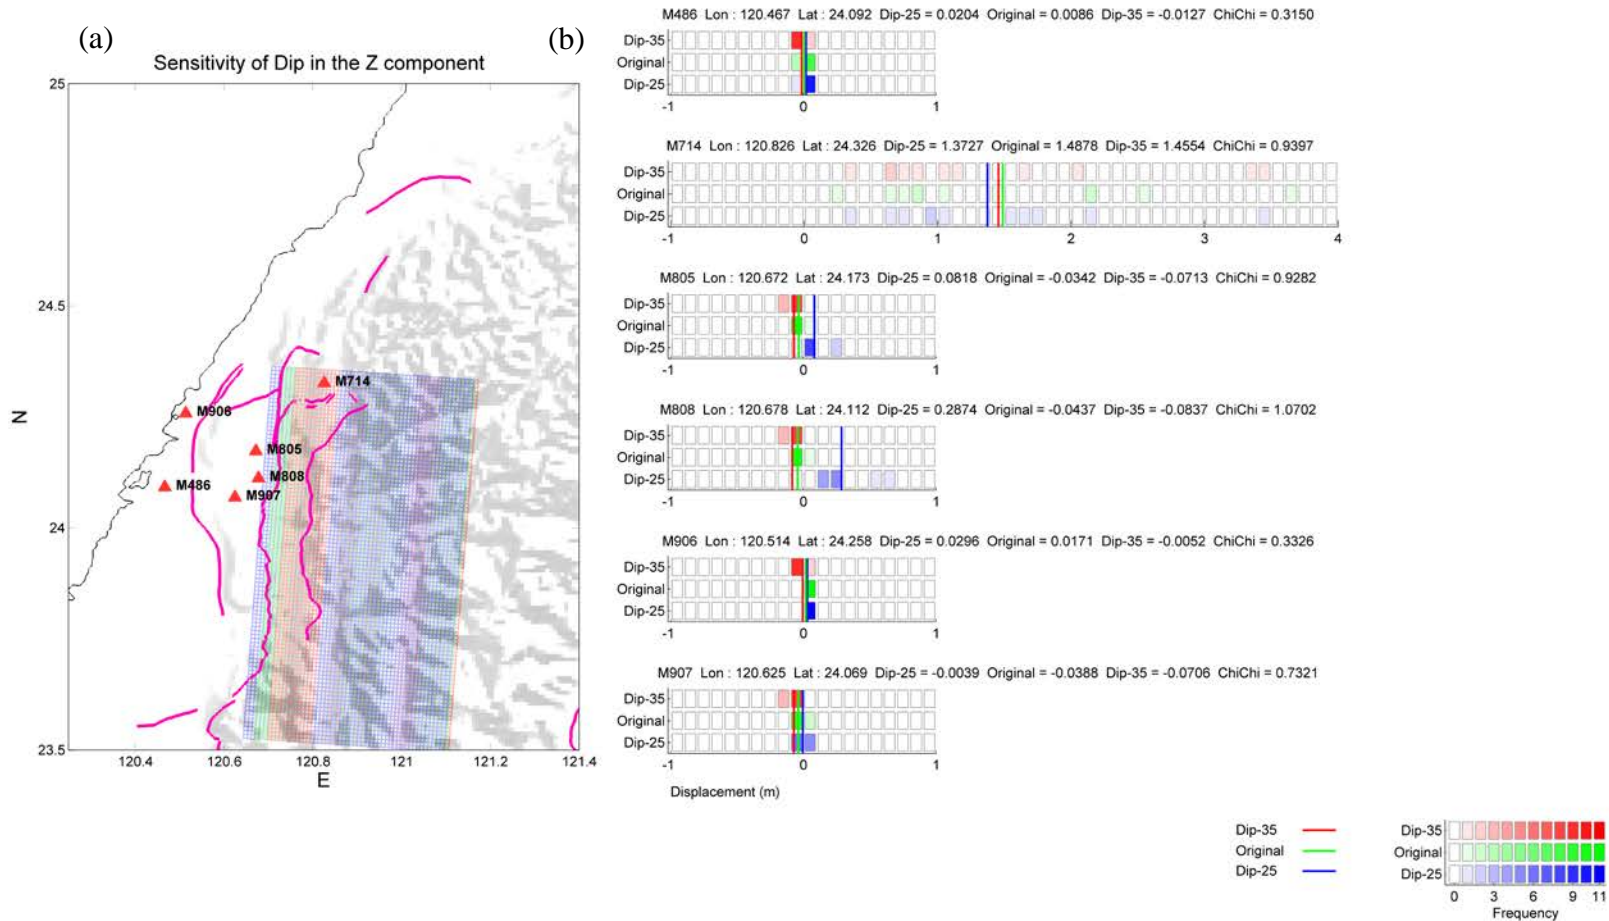 (a)
Sensitivity of Dip in the Z component
25
24.5
24
23.5
N
M714
M906
M805
M808
M486
M907
120.4 120.6 120.8 121 121.2 121.4
E
(b)
M486 Lon : 120.467 Lat : 24.092 Dip-25 = 0.0204 Original = 0.0086 Dip-35 = -0.0127 ChiChi = 0.3150
Dip-35
Original
Dip-25
-1 0 1
M714 Lon : 120.826 Lat : 24.326 Dip-25 = 1.3727 Original = 1.4878 Dip-35 = 1.4554 ChiChi = 0.9397
Dip-35
Original
Dip-25
-1 0 1 2 3 4
M805 Lon : 120.672 Lat : 24.173 Dip-25 = 0.0818 Original = -0.0342 Dip-35 = -0.0713 ChiChi = 0.9282
Dip-35
Original
Dip-25
-1 0 1
M808 Lon : 120.678 Lat : 24.112 Dip-25 = 0.2874 Original = -0.0437 Dip-35 = -0.0837 ChiChi = 1.0702
Dip-35
Original
Dip-25
-1 0 1
M906 Lon : 120.514 Lat : 24.258 Dip-25 = 0.0296 Original = 0.0171 Dip-35 = -0.0052 ChiChi = 0.3326
Dip-35
Original
Dip-25
-1 0 1
M907 Lon : 120.625 Lat : 24.069 Dip-25 = -0.0039 Original = -0.0388 Dip-35 = -0.0706 ChiChi = 0.7321
Dip-35
Original
Dip-25
-1 0 1
Displacement (m)
Dip-35
Original
Dip-25
Dip-35
Original
Dip-25
0 3 6 9 11
Frequency